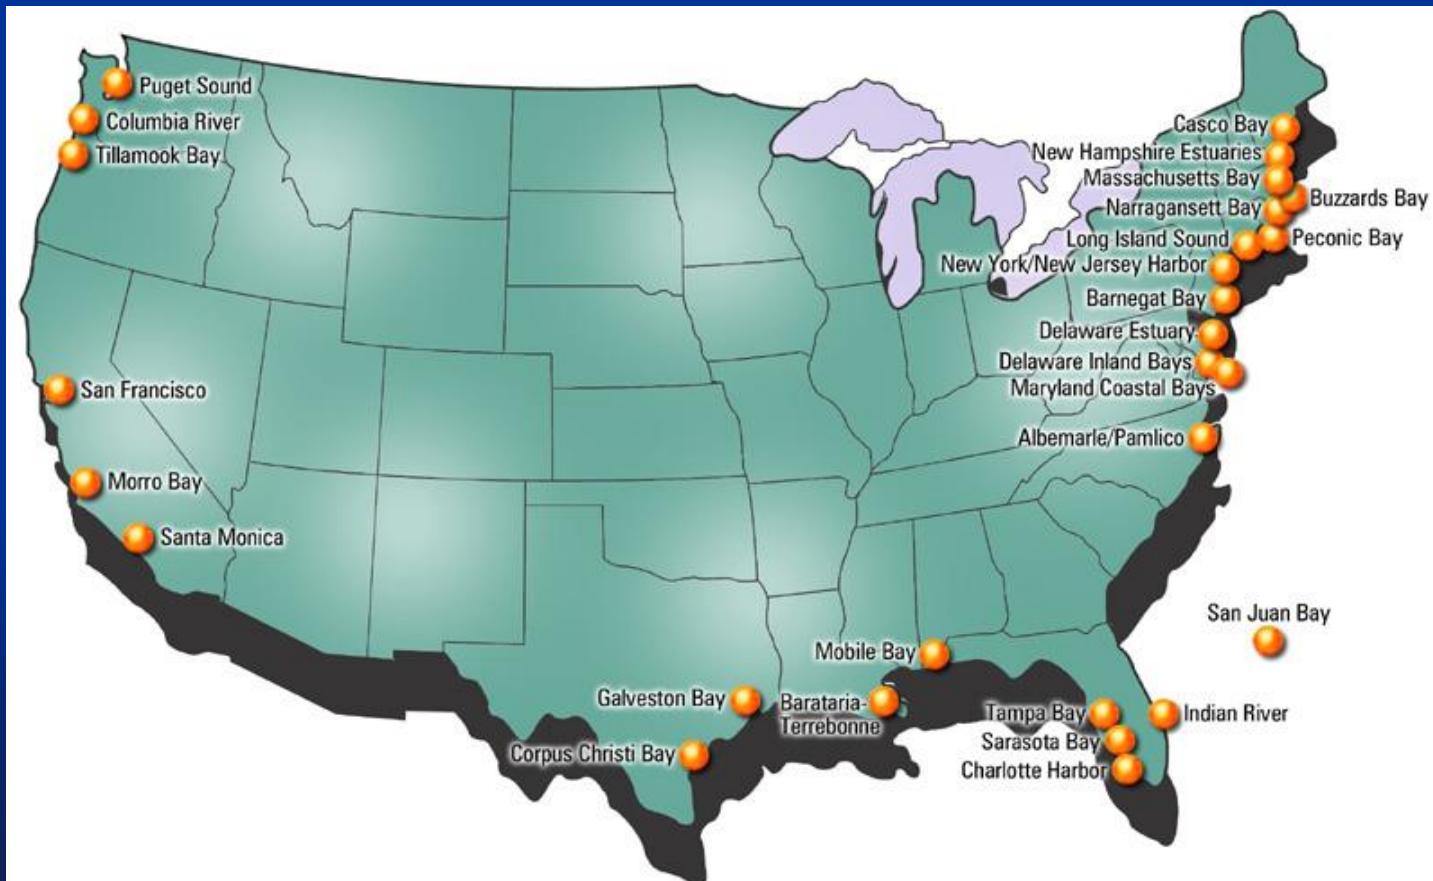 Puget Sound
Columbia River
Tillamook Bay
San Francisco
Morro Bay
Santa Monica
Galveston Bay
Corpus Christi Bay
Barataria-
Terrebonne
Mobile Bay
Tampa Bay
Sarasota Bay
Charlotte Harbor
Indian River
San Juan Bay
Casco Bay
New Hampshire Estuaries
Massachusetts Bay
Buzzards Bay
Narragansett Bay
Long Island Sound
Peconic Bay
New York/New Jersey Harbor
Barnegat Bay
Delaware Estuary
Delaware Inland Bays
Maryland Coastal Bays
Albemarle/Pamlico